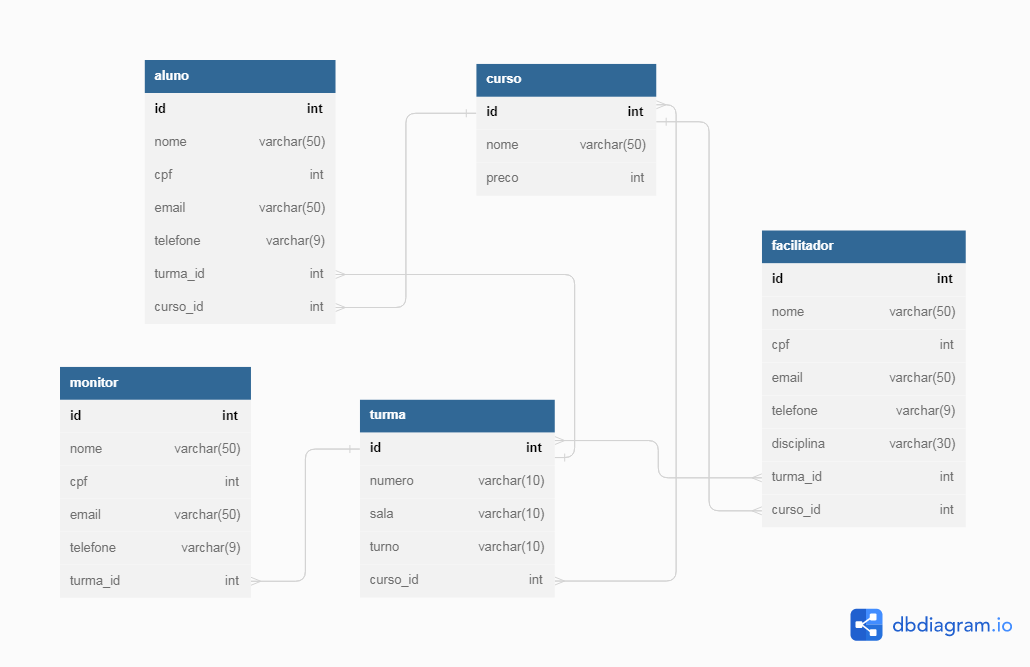 aluno
id int
nome varchar(50)
cpf int
email varchar(50)
telefone varchar(9)
turma_id int
curso_id int
curso
id int
nome varchar(50)
preco int
facilitador
id int
nome varchar(50)
cpf int
email varchar(50)
telefone varchar(9)
disciplina varchar(30)
turma_id int
curso_id int
monitor
id int
nome varchar(50)
cpf int
email varchar(50)
telefone varchar(9)
turma_id int
turma
id int
numero varchar(10)
sala varchar(10)
turno varchar(10)
curso_id int
dbdiagram.io